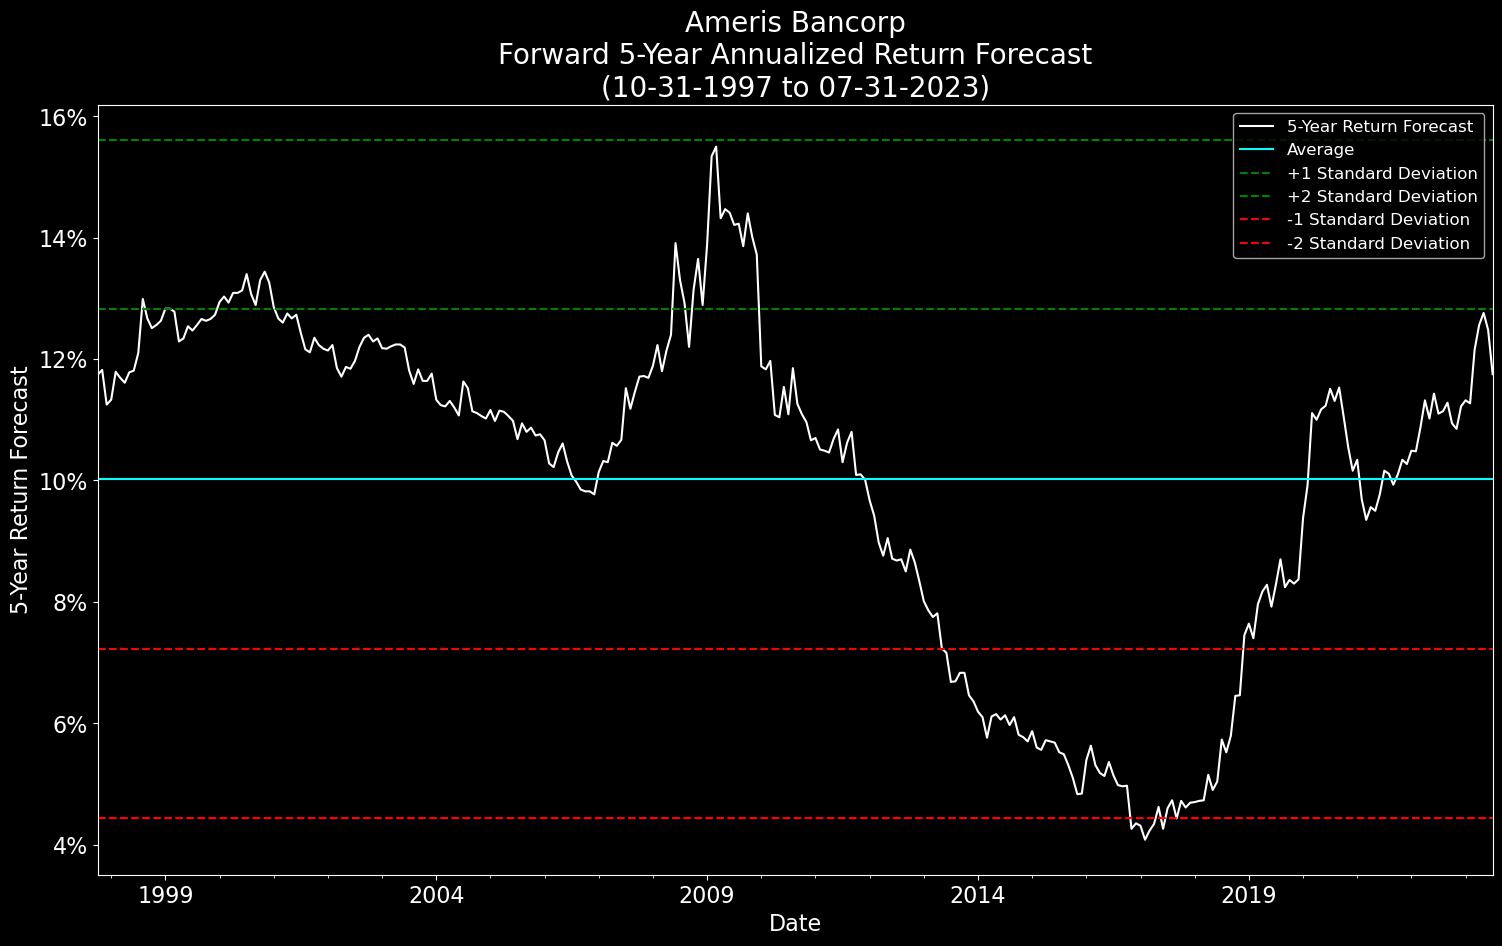 Ameris Bancorp
Forward 5-Year Annualized Return Forecast
(10-31-1997 to 07-31-2023)
16%
14%
12%
10%
8%
6%
4%
5-Year Return Forecast
5-Year Return Forecast
Average
+1 Standard Deviation
+2 Standard Deviation
-1 Standard Deviation
-2 Standard Deviation
1999 2004 2009 2014 2019
Date